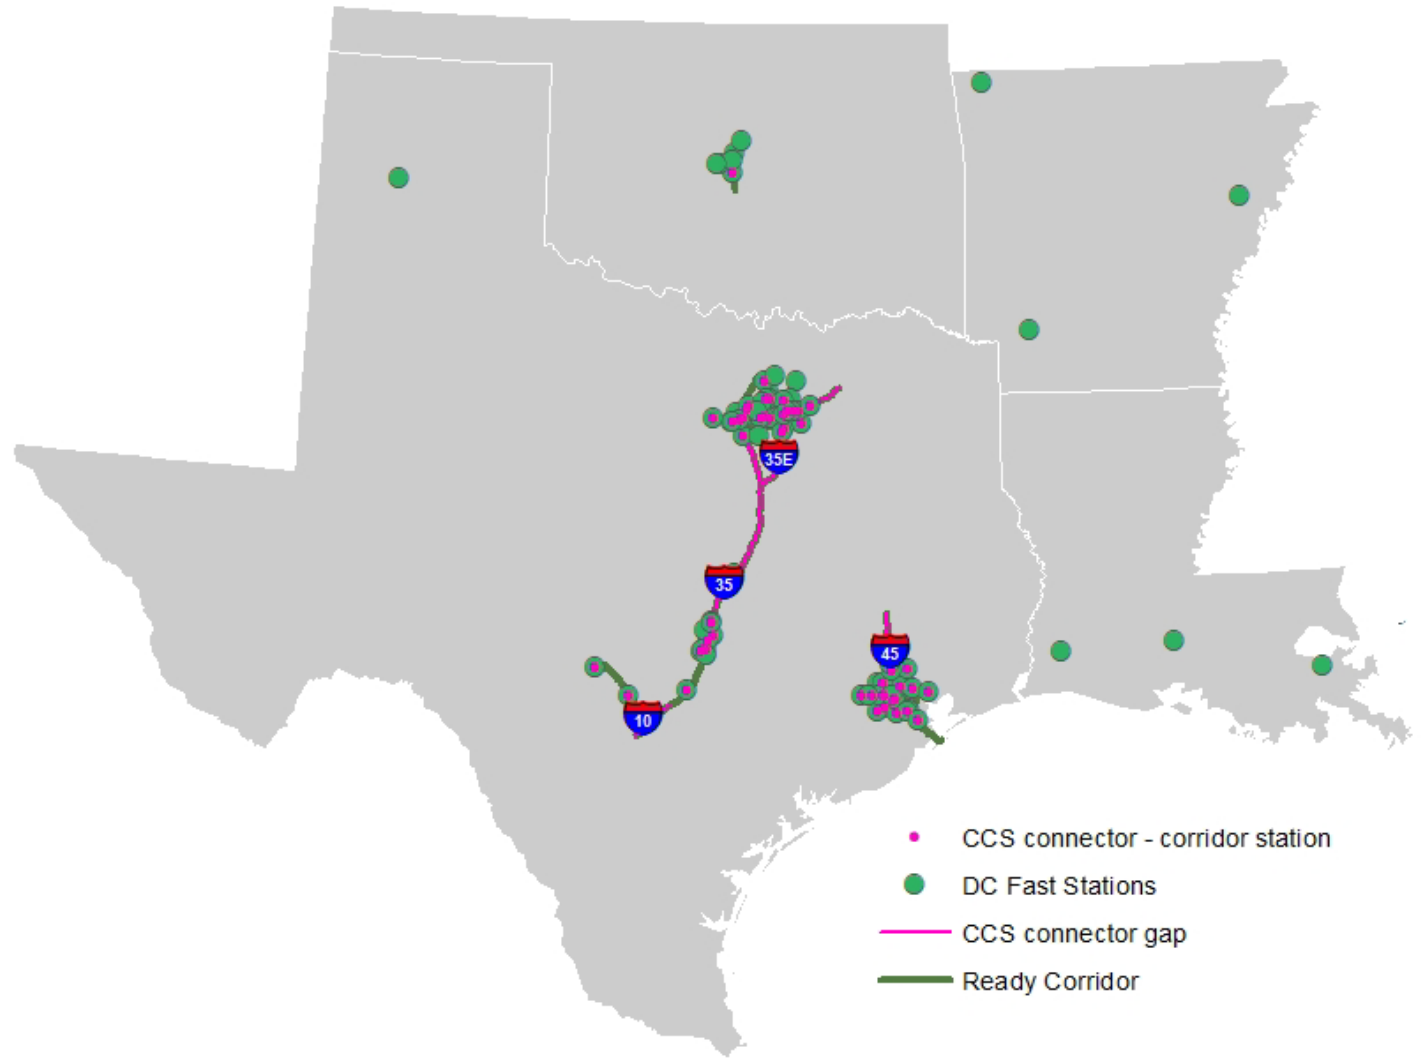 35E
35
45
10
CCS connector - corridor station
DC Fast Stations
CCS connector gap
Ready Corridor